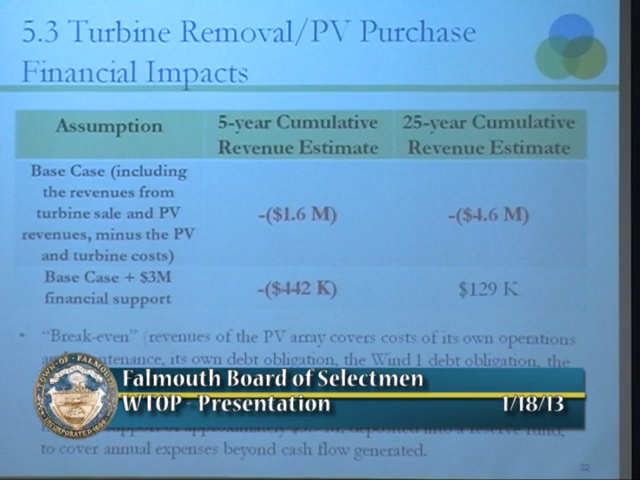 5.3 Turbine Removal/PV Purchase
Financial Impacts
Assumption
5-year Cumulative
Revenue Estimate
25-year Cumulative
Revenue Estimate
Base Case (including
the revenues from
turbine sale and PV
revenues, minus the PV
and turbine costs)
-($1.6 M)
-($4.6 M)
Base Case + $3M
financial support
-($442 K)
$129 K
• "Break-even" (revenues of the PV array covers costs of its own operations
its own debt obligation, the Wind 1 debt obligation, the
Falmouth Board of Selectmen
WTOP - Presentation
1/18/13
deposited into a reserve fund,
to cover annual expenses beyond cash flow generated.
32